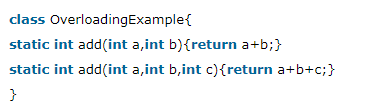 class OverloadingExample{
static int add(int a,int b){return a+b;}
static int add(int a,int b,int c){return a+b+c;}
}